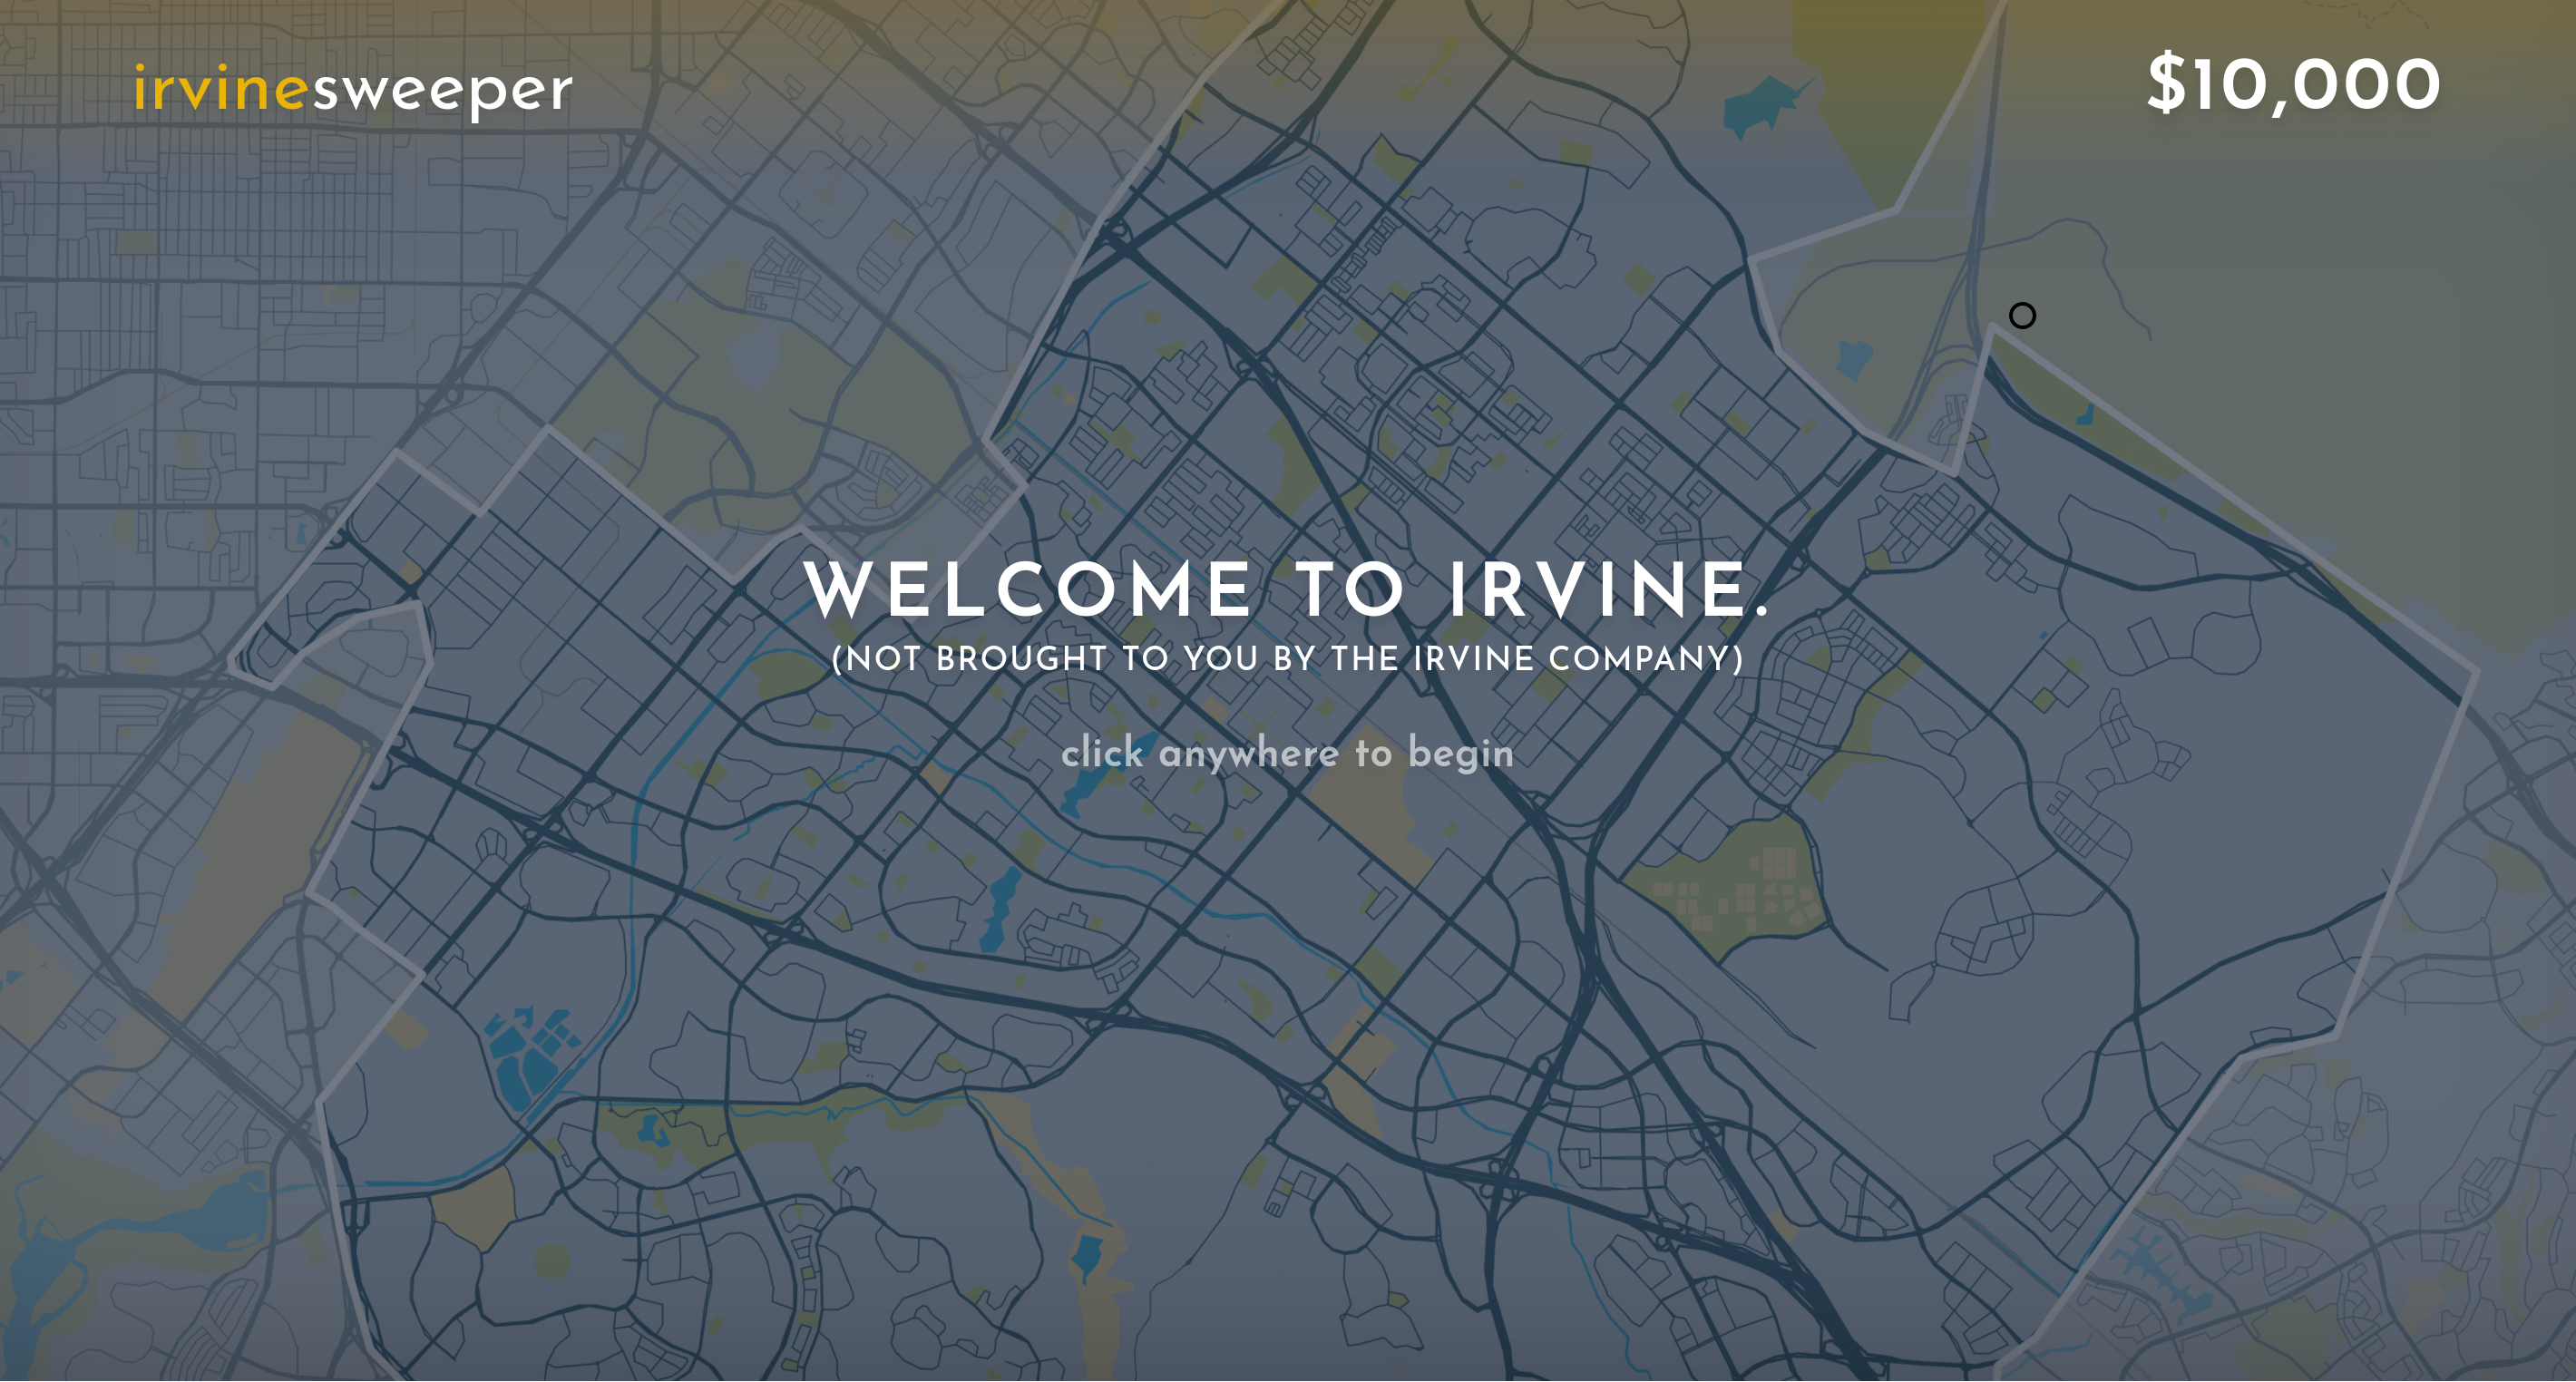 irvinesweeper
$10,000
WELCOME TO IRVINE.
(NOT BROUGHT TO YOU BY THE IRVINE COMPANY)
click anywhere to begin